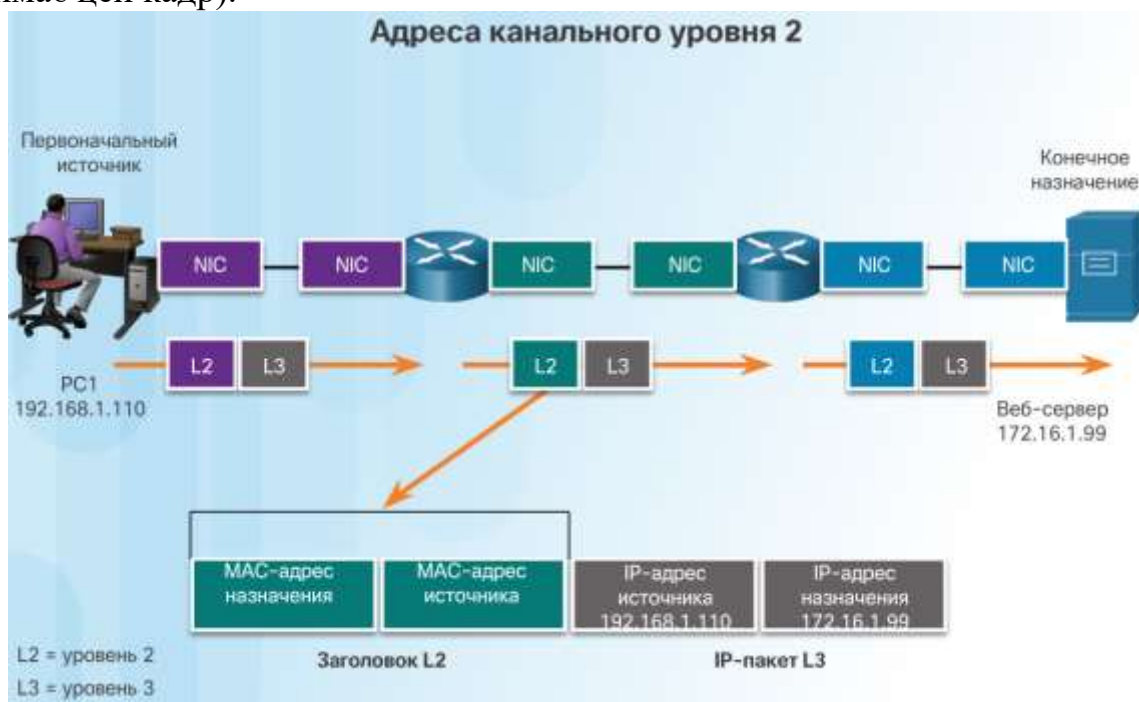 цей кадр).
Адреса канального уровня 2
Первоначальный
источник
Конечное
назначение
NIC NIC NIC NIC NIC NIC
L2 L3 L2 L3 L2 L3
PC1
192.168.1.110
Веб-сервер
172.16.1.99
MAC-адрес
назначения
MAC-адрес
источника
IP-адрес
источника
192.168.1.110
IP-адрес
назначения
172.16.1.99
L2 = уровень 2
L3 = уровень 3
Заголовок L2
IP-пакет L3